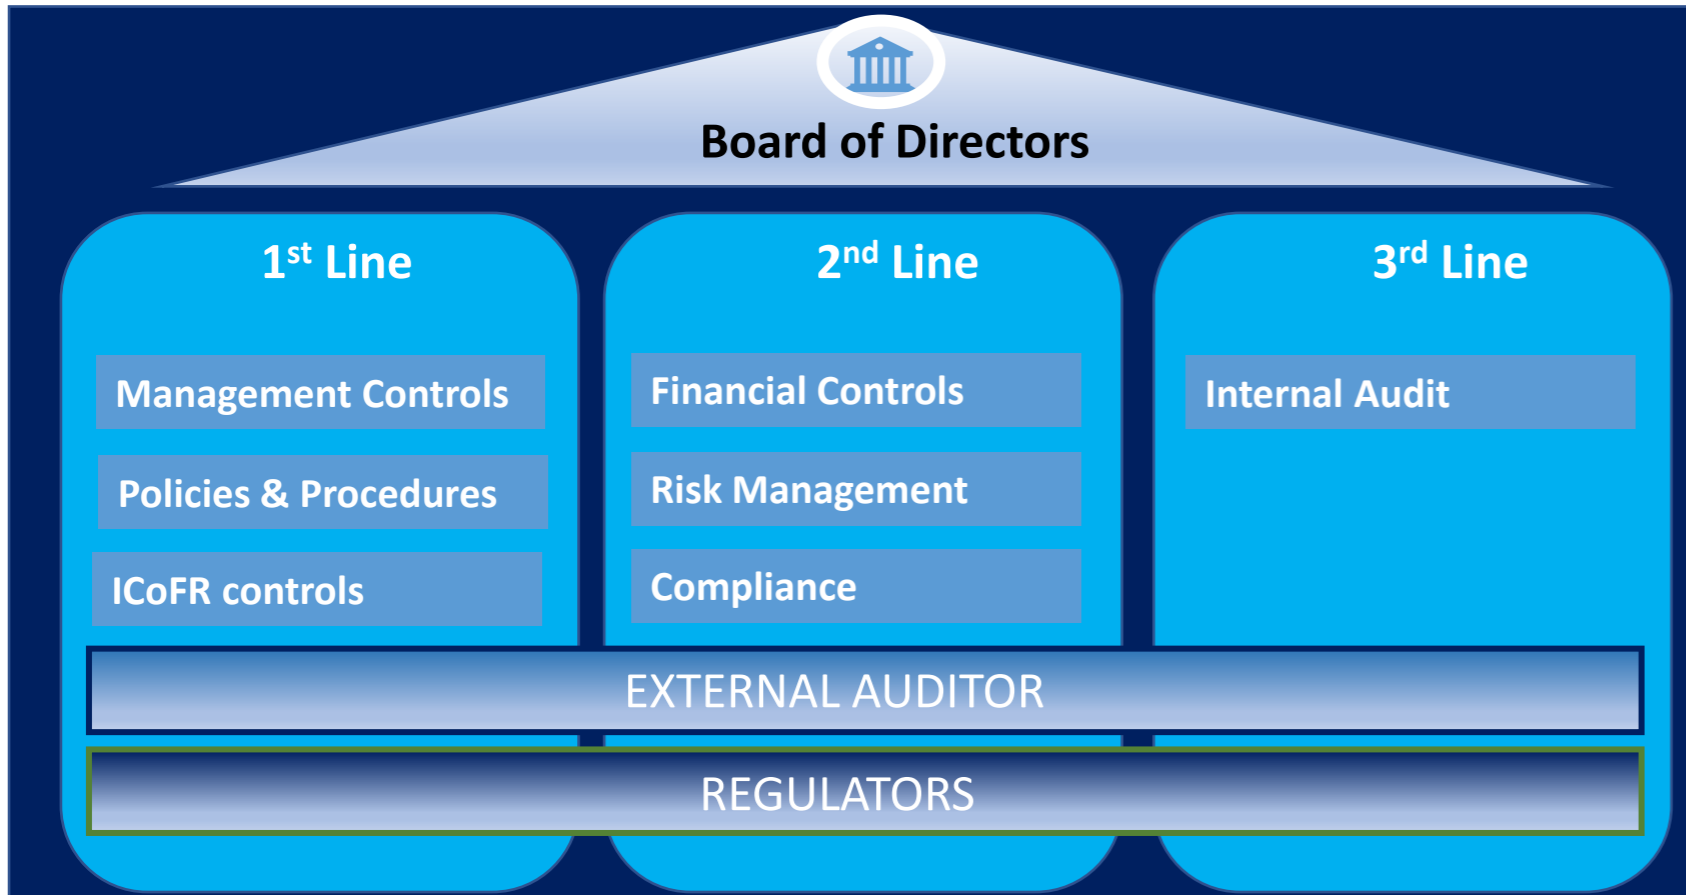 Board of Directors
1st Line
Management Controls
Policies & Procedures
ICoFR controls
2nd Line
Financial Controls
Risk Management
Compliance
3rd Line
Internal Audit
EXTERNAL AUDITOR
REGULATORS